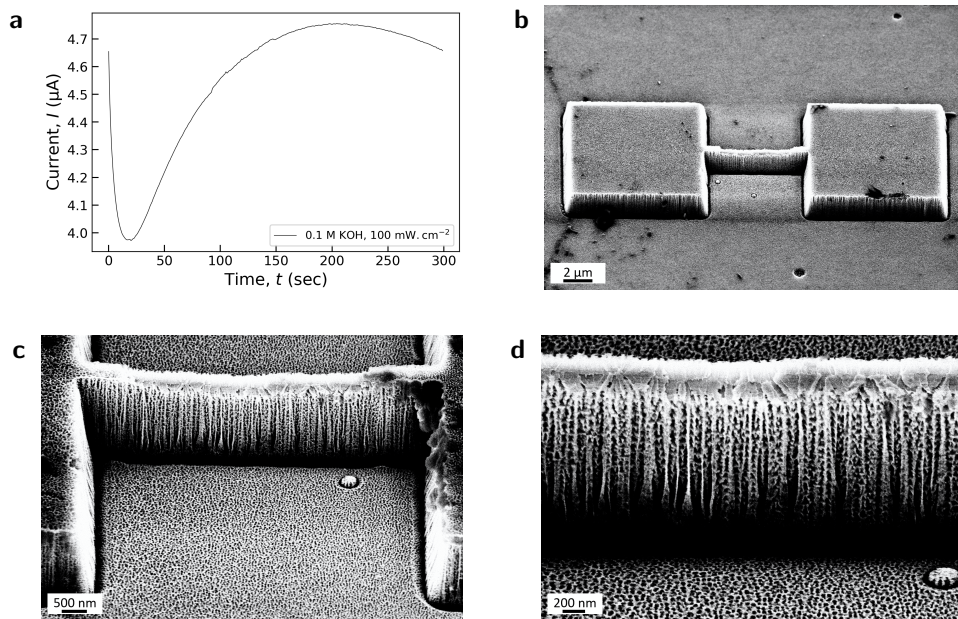 a
4.7
4.6
4.5
4.4
4.3
4.2
4.1
4.0
Current, I (μA)
0.1 M KOH, 100 mW.cm⁻²
0 50 100 150 200 250 300
Time, t (sec)
b
2 μm
c
500 nm
d
200 nm